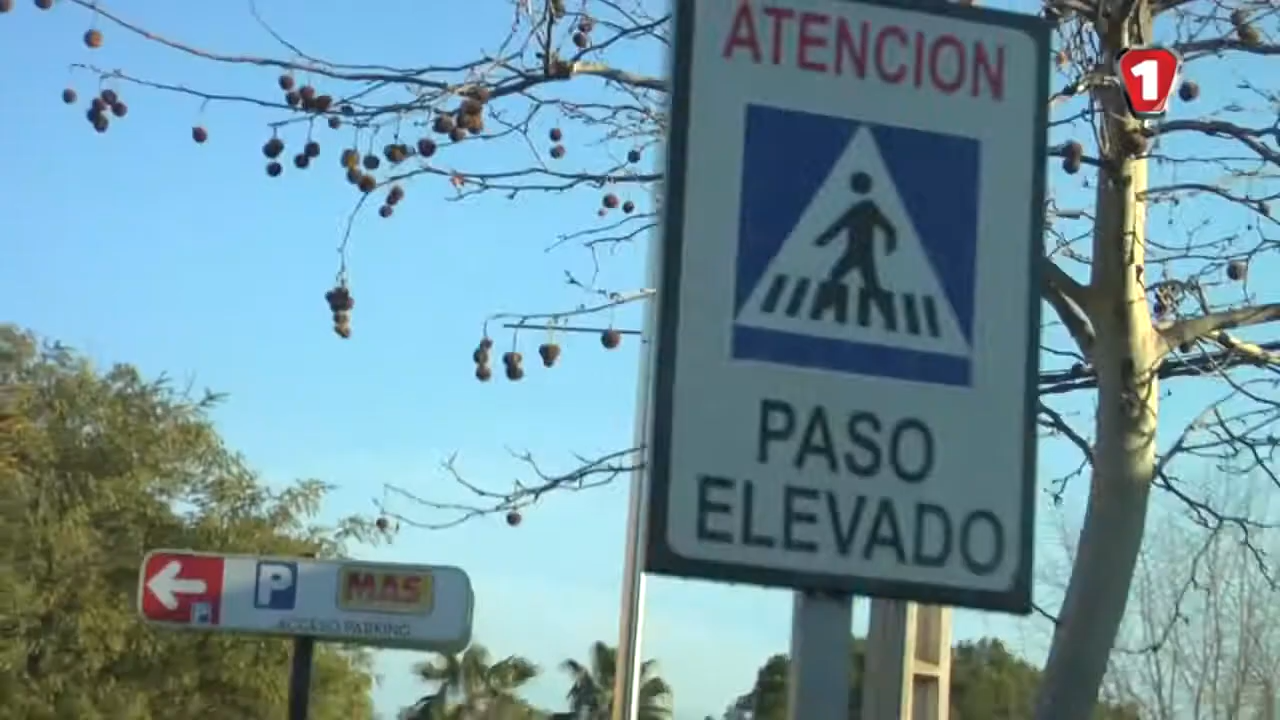 ATENCION
1
PASO
ELEVADO
P
MAS
ACCESO PARKING